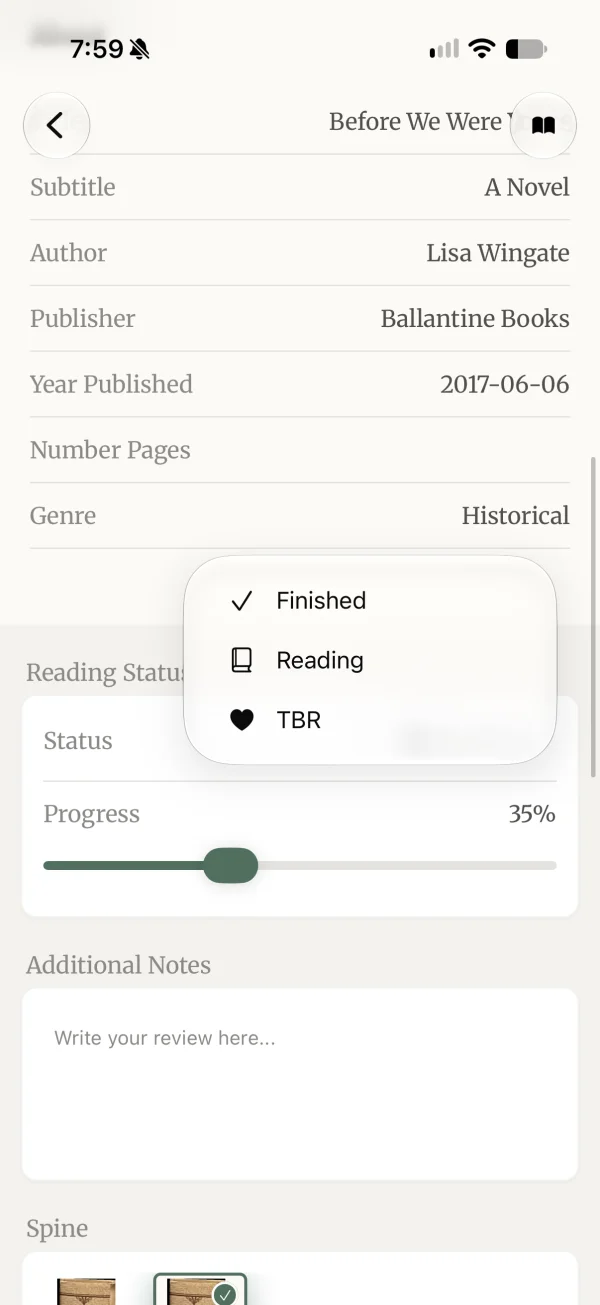 7:59
Before We Were
Subtitle A Novel
Author Lisa Wingate
Publisher Ballantine Books
Year Published 2017-06-06
Number Pages
Genre Historical
Finished
Reading
TBR
Reading Status
Status
Progress 35%
Additional Notes
Write your review here...
Spine